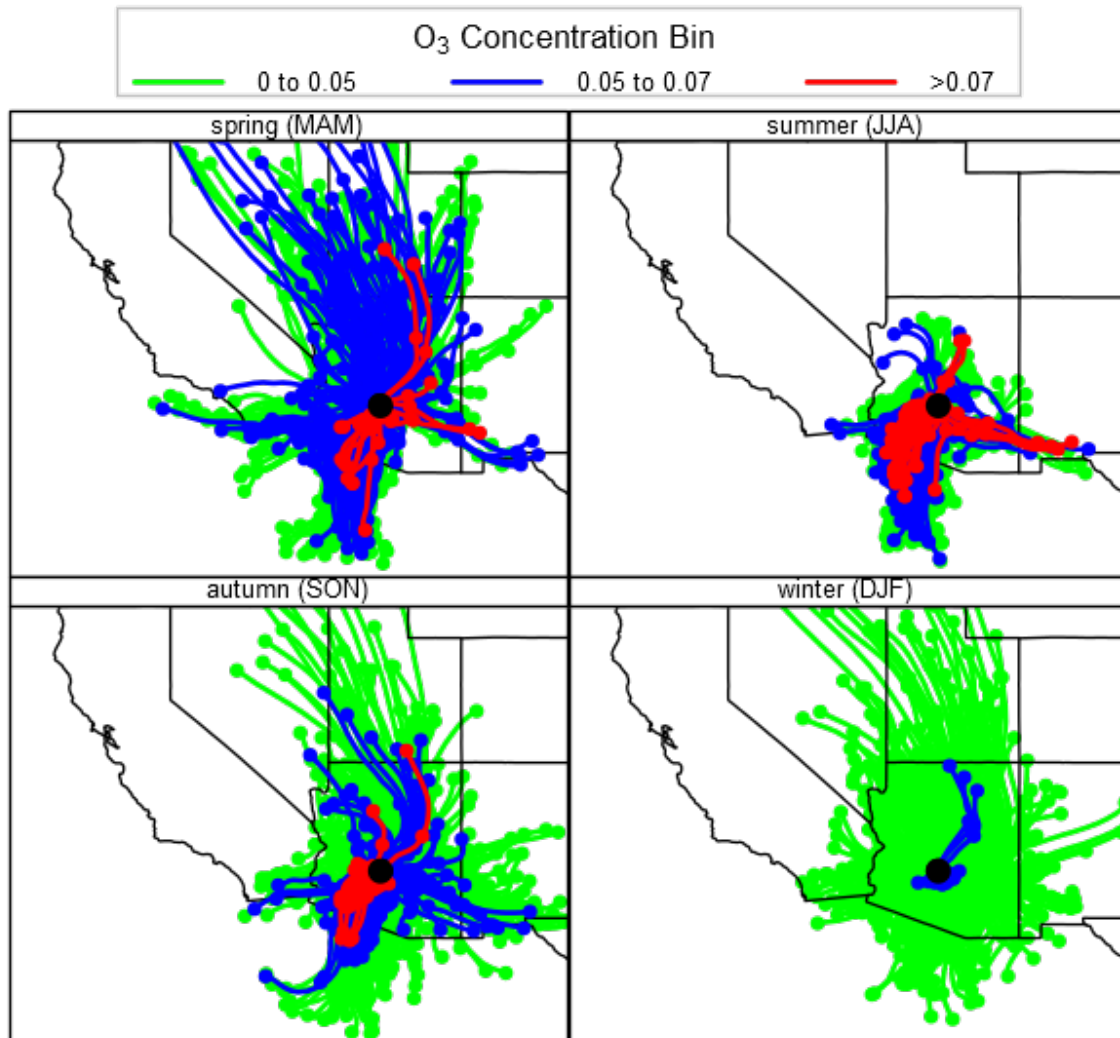 O₃ Concentration Bin
0 to 0.05 0.05 to 0.07 >0.07
spring (MAM) summer (JJA)
autumn (SON) winter (DJF)